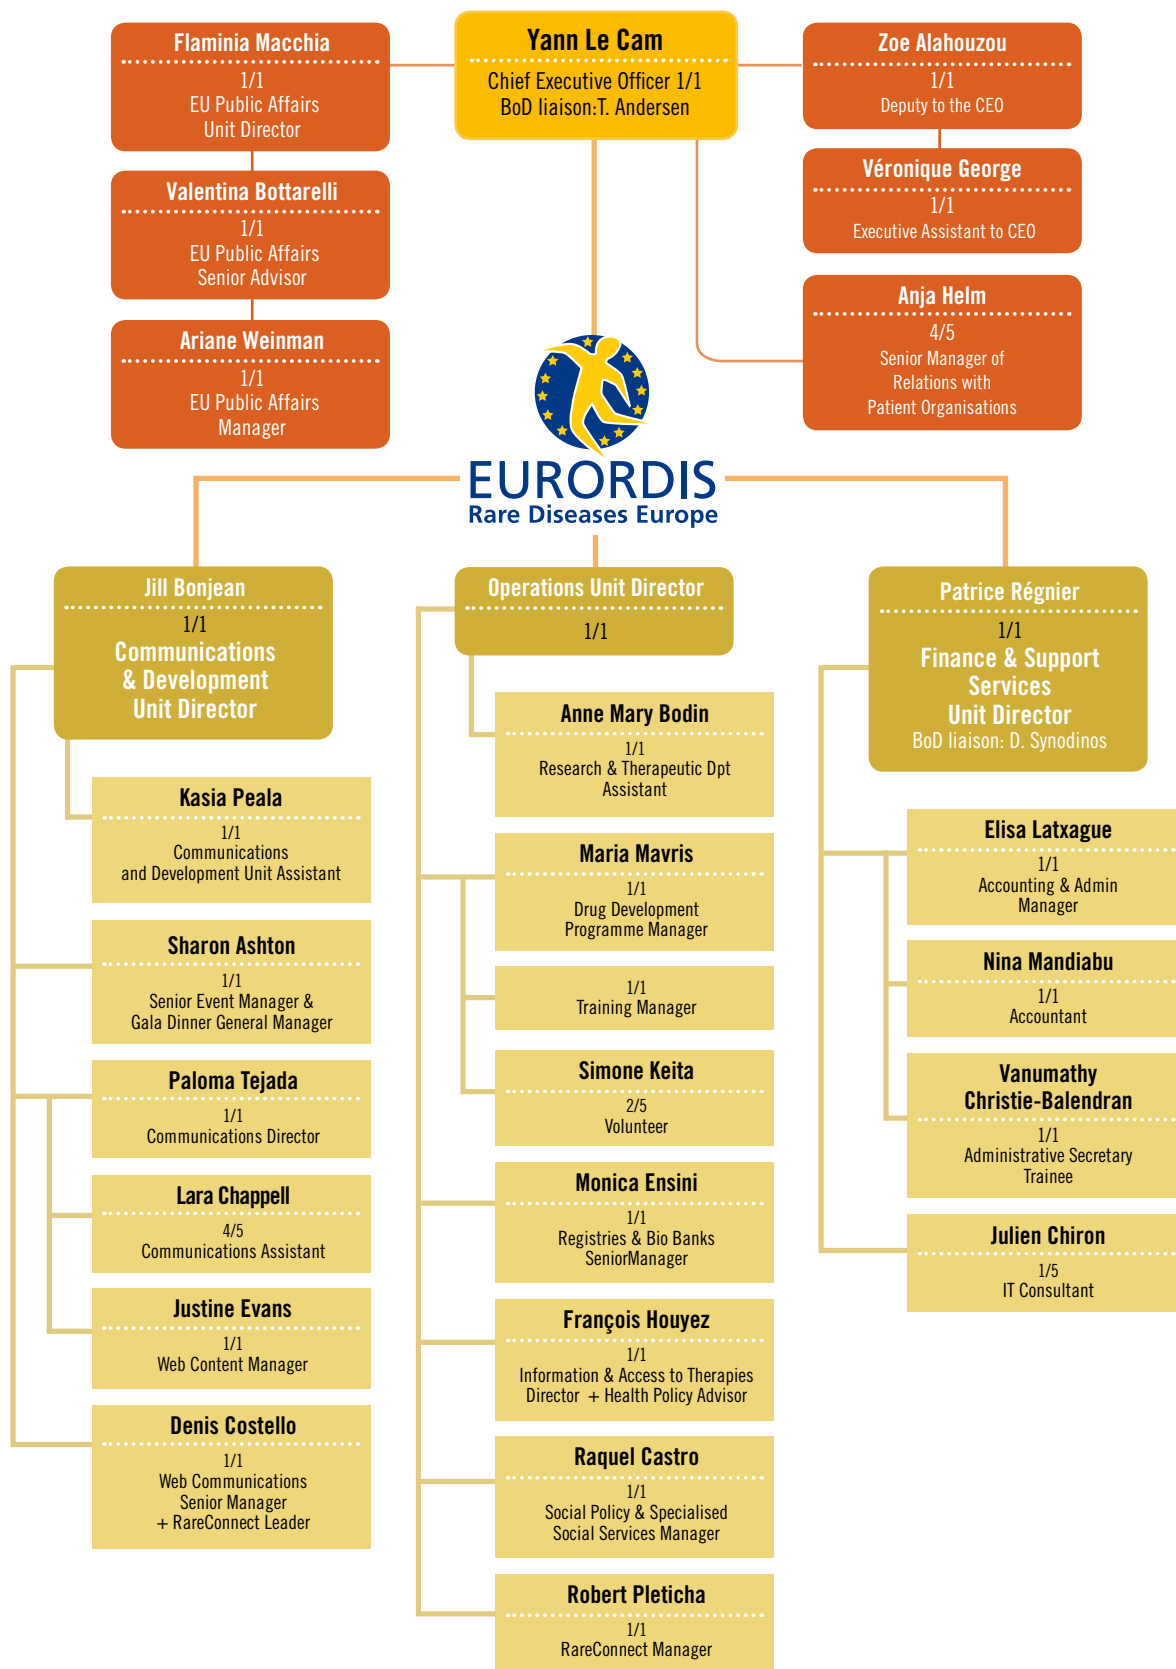 Flaminia Macchia
1/1
EU Public Affairs
Unit Director
Yann Le Cam
Chief Executive Officer 1/1
BoD liaison:T. Andersen
Zoe Alahouzou
1/1
Deputy to the CEO
Valentina Bottarelli
1/1
EU Public Affairs
Senior Advisor
Véronique George
1/1
Executive Assistant to CEO
Ariane Weinman
1/1
EU Public Affairs
Manager
Anja Helm
4/5
Senior Manager of
Relations with
Patient Organisations
EURORDIS
Rare Diseases Europe
Jill Bonjean
1/1
Communications
& Development
Unit Director
Kasia Peala
1/1
Communications
and Development Unit Assistant
Sharon Ashton
1/1
Senior Event Manager &
Gala Dinner General Manager
Paloma Tejada
1/1
Communications Director
Lara Chappell
4/5
Communications Assistant
Justine Evans
1/1
Web Content Manager
Denis Costello
1/1
Web Communications
Senior Manager
+ RareConnect Leader
Operations Unit Director
1/1
Anne Mary Bodin
1/1
Research & Therapeutic Dpt
Assistant
Maria Mavris
1/1
Drug Development
Programme Manager
1/1
Training Manager
Simone Keita
2/5
Volunteer
Monica Ensini
1/1
Registries & Bio Banks
SeniorManager
François Houyez
1/1
Information & Access to Therapies
Director + Health Policy Advisor
Raquel Castro
1/1
Social Policy & Specialised
Social Services Manager
Robert Pleticha
1/1
RareConnect Manager
Patrice Régnier
1/1
Finance & Support
Services
Unit Director
BoD liaison: D. Synodinos
Elisa Latxague
1/1
Accounting & Admin
Manager
Nina Mandiabu
1/1
Accountant
Vanumathy
Christie-Balendran
1/1
Administrative Secretary
Trainee
Julien Chiron
1/5
IT Consultant